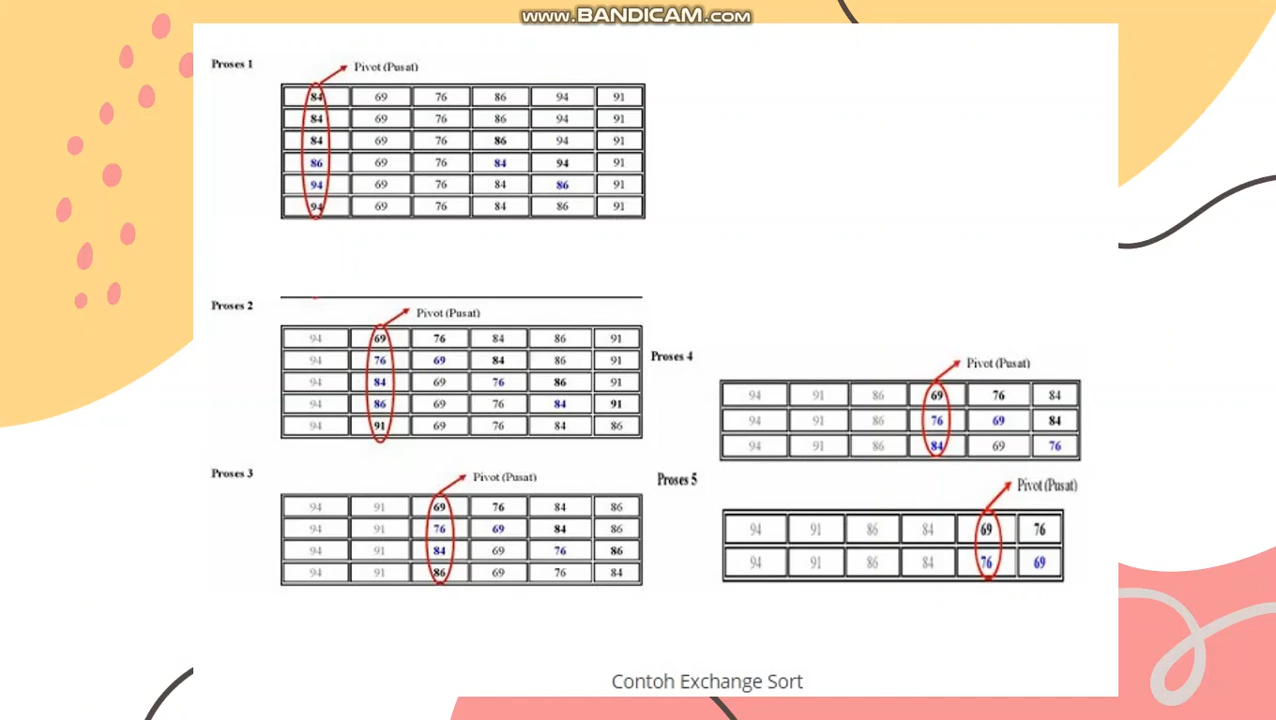 www.BANDICAM.com
Proses 1
Pivot (Pusat)
84 69 76 86 94 91
84 69 76 86 94 91
84 69 76 86 94 91
86 69 76 84 94 91
94 69 76 84 86 91
94 69 76 84 86 91
Proses 2
Pivot (Pusat)
94 69 76 84 86 91
94 76 69 84 86 91
94 84 69 76 86 91
94 86 69 76 84 91
94 91 69 76 84 86
Proses 3
Pivot (Pusat)
94 91 69 76 84 86
94 91 76 69 84 86
94 91 84 69 76 86
94 91 86 69 76 84
Proses 4
Pivot (Pusat)
94 91 86 69 76 84
94 91 86 76 69 84
94 91 86 84 69 76
Proses 5
Pivot (Pusat)
94 91 86 84 69 76
94 91 86 84 76 69
Contoh Exchange Sort